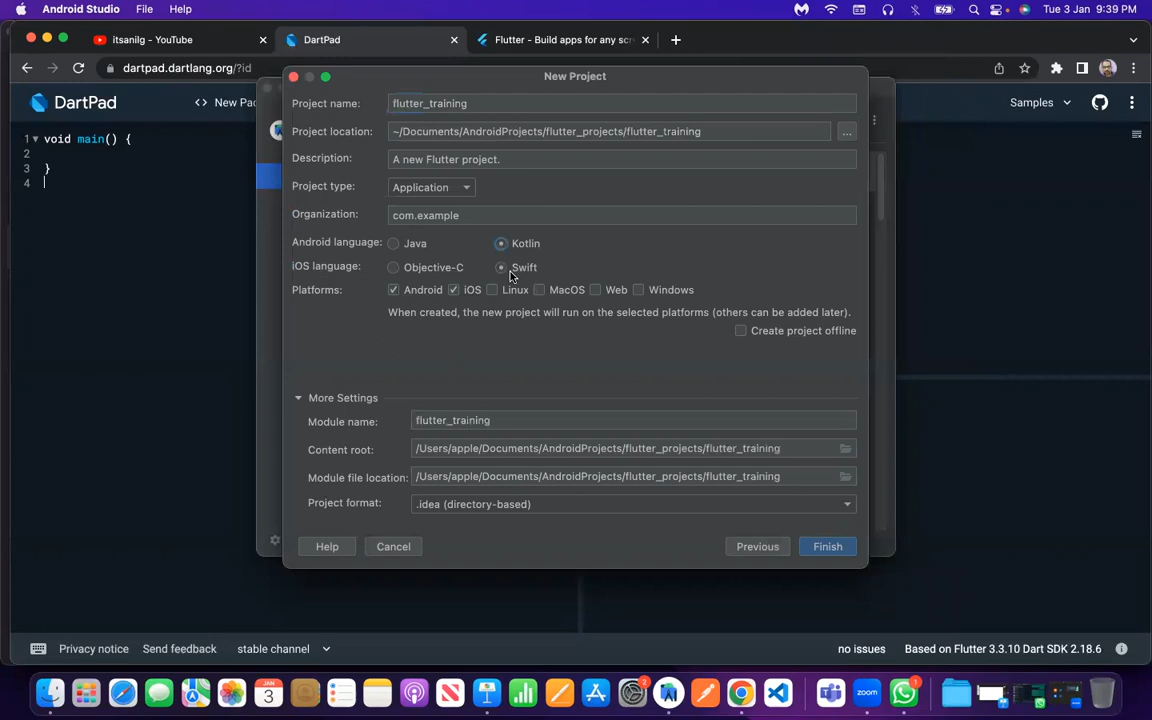 Android Studio File Help Tue 3 Jan 9:39 PM
itsanilg - YouTube × DartPad × Flutter - Build apps for any scr × +
dartpad.dartlang.org/?id
New Project
DartPad <> New Pad Samples
Project name: flutter_training
Project location: ~/Documents/AndroidProjects/flutter_projects/flutter_training ...
Description: A new Flutter project.
Project type: Application
Organization: com.example
Android language: Java Kotlin
iOS language: Objective-C Swift
Platforms: Android iOS Linux MacOS Web Windows
When created, the new project will run on the selected platforms (others can be added later).
Create project offline
More Settings
Module name: flutter_training
Content root: /Users/apple/Documents/AndroidProjects/flutter_projects/flutter_training
Module file location: /Users/apple/Documents/AndroidProjects/flutter_projects/flutter_training
Project format: .idea (directory-based)
Help Cancel Previous Finish
1 void main() {
2
3 }
4
Privacy notice Send feedback stable channel no issues Based on Flutter 3.3.10 Dart SDK 2.18.6
JAN
3
2
zoom
1